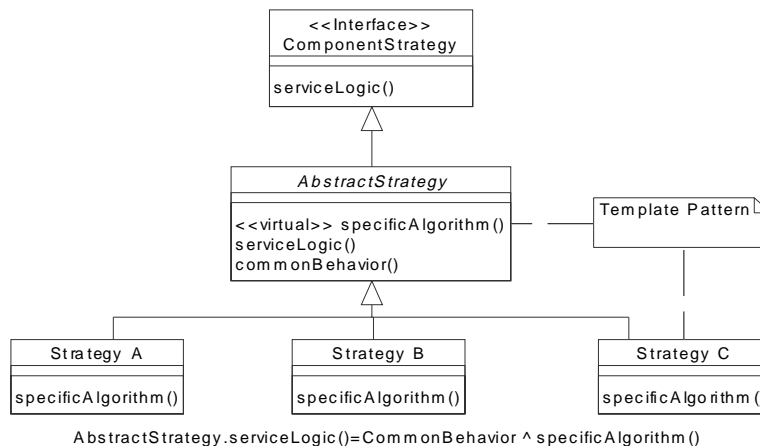 <<Interface>>
ComponentStrategy
serviceLogic()
AbstractStrategy
<<virtual>> specificAlgorithm()
serviceLogic()
commonBehavior()
Template Pattern
Strategy A
specificAlgorithm()
Strategy B
specificAlgorithm()
Strategy C
specificAlgorithm()
AbstractStrategy.serviceLogic()=CommonBehavior ^ specificAlgorithm()